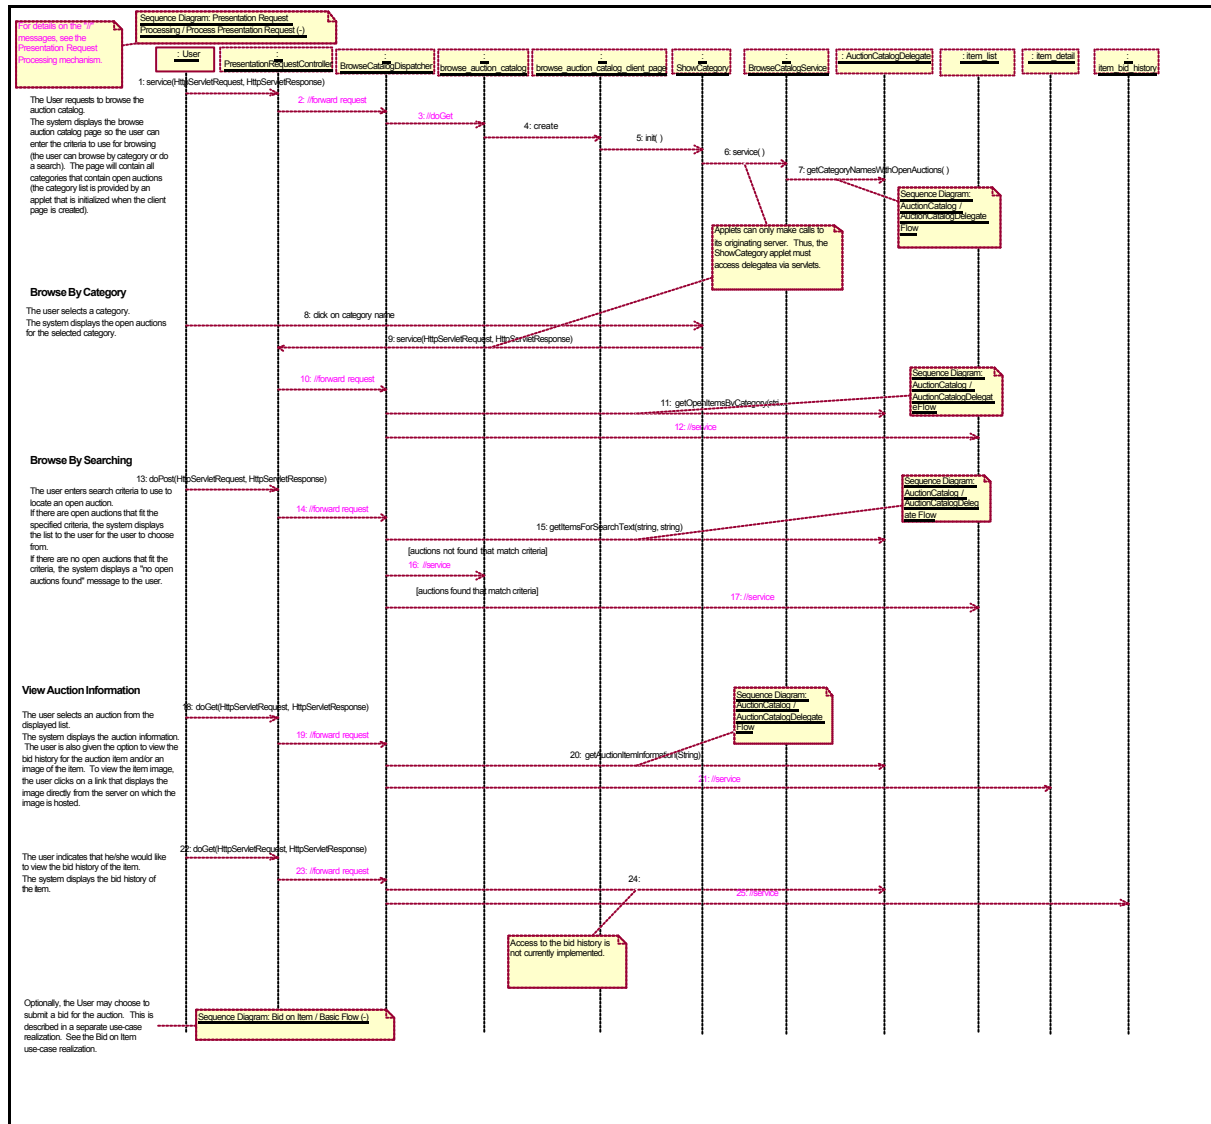 For details on the "//"
messages, see the
Presentation Request
Processing mechanism.
Sequence Diagram: Presentation Request
Processing / Process Presentation Request (-)
: User
:
PresentationRequestController
:
BrowseCatalogDispatcher
:
browse_auction_catalog
:
browse_auction_catalog_client_page
:
ShowCategory
:
BrowseCatalogService
: AuctionCatalogDelegate
: item_list
: item_detail
:
item_bid_history
1: service(HttpServletRequest, HttpServletResponse)
2: //forward request
3: //doGet
4: create
5: init( )
6: service( )
7: getCategoryNamesWithOpenAuctions( )
The User requests to browse the
auction catalog.
The system displays the browse
auction catalog page so the user can
enter the criteria to use for browsing
(the user can browse by category or do
a search). The page will contain all
categories that contain open auctions
(the category list is provided by an
applet that is initialized when the client
page is created).
Sequence Diagram:
AuctionCatalog /
AuctionCatalogDelegate
Flow
Applets can only make calls to
its originating server. Thus, the
ShowCategory applet must
access delegatea via servlets.
Browse By Category
The user selects a category.
The system displays the open auctions
for the selected category.
8: click on category name
9: service(HttpServletRequest, HttpServletResponse)
10: //forward request
11: getOpenItemsByCategory(stri
12: //service
Sequence Diagram:
AuctionCatalog /
AuctionCatalogDelegat
eFlow
Browse By Searching
13: doPost(HttpServletRequest, HttpServletResponse)
The user enters search criteria to use to
locate an open auction.
If there are open auctions that fit the
specified criteria, the system displays
the list to the user for the user to choose
from.
If there are no open auctions that fit the
criteria, the system displays a "no open
auctions found" message to the user.
14: //forward request
15: getItemsForSearchText(string, string)
Sequence Diagram:
AuctionCatalog /
AuctionCatalogDeleg
ate Flow
[auctions not found that match criteria]
16: //service
[auctions found that match criteria]
17: //service
View Auction Information
18: doGet(HttpServletRequest, HttpServletResponse)
The user selects an auction from the
displayed list.
The system displays the auction information.
The user is also given the option to view the
bid history for the auction item and/or an
image of the item. To view the item image,
the user clicks on a link that displays the
image directly from the server on which the
image is hosted.
19: //forward request
20: getAuctionItemInformation(String)
21: //service
Sequence Diagram:
AuctionCatalog /
AuctionCatalogDelegate
Flow
22: doGet(HttpServletRequest, HttpServletResponse)
The user indicates that he/she would like
to view the bid history of the item.
The system displays the bid history of
the item.
23: //forward request
24:
25: //service
Access to the bid history is
not currently implemented.
Optionally, the User may choose to
submit a bid for the auction. This is
described in a separate use-case
realization. See the Bid on Item
use-case realization.
Sequence Diagram: Bid on Item / Basic Flow (-)